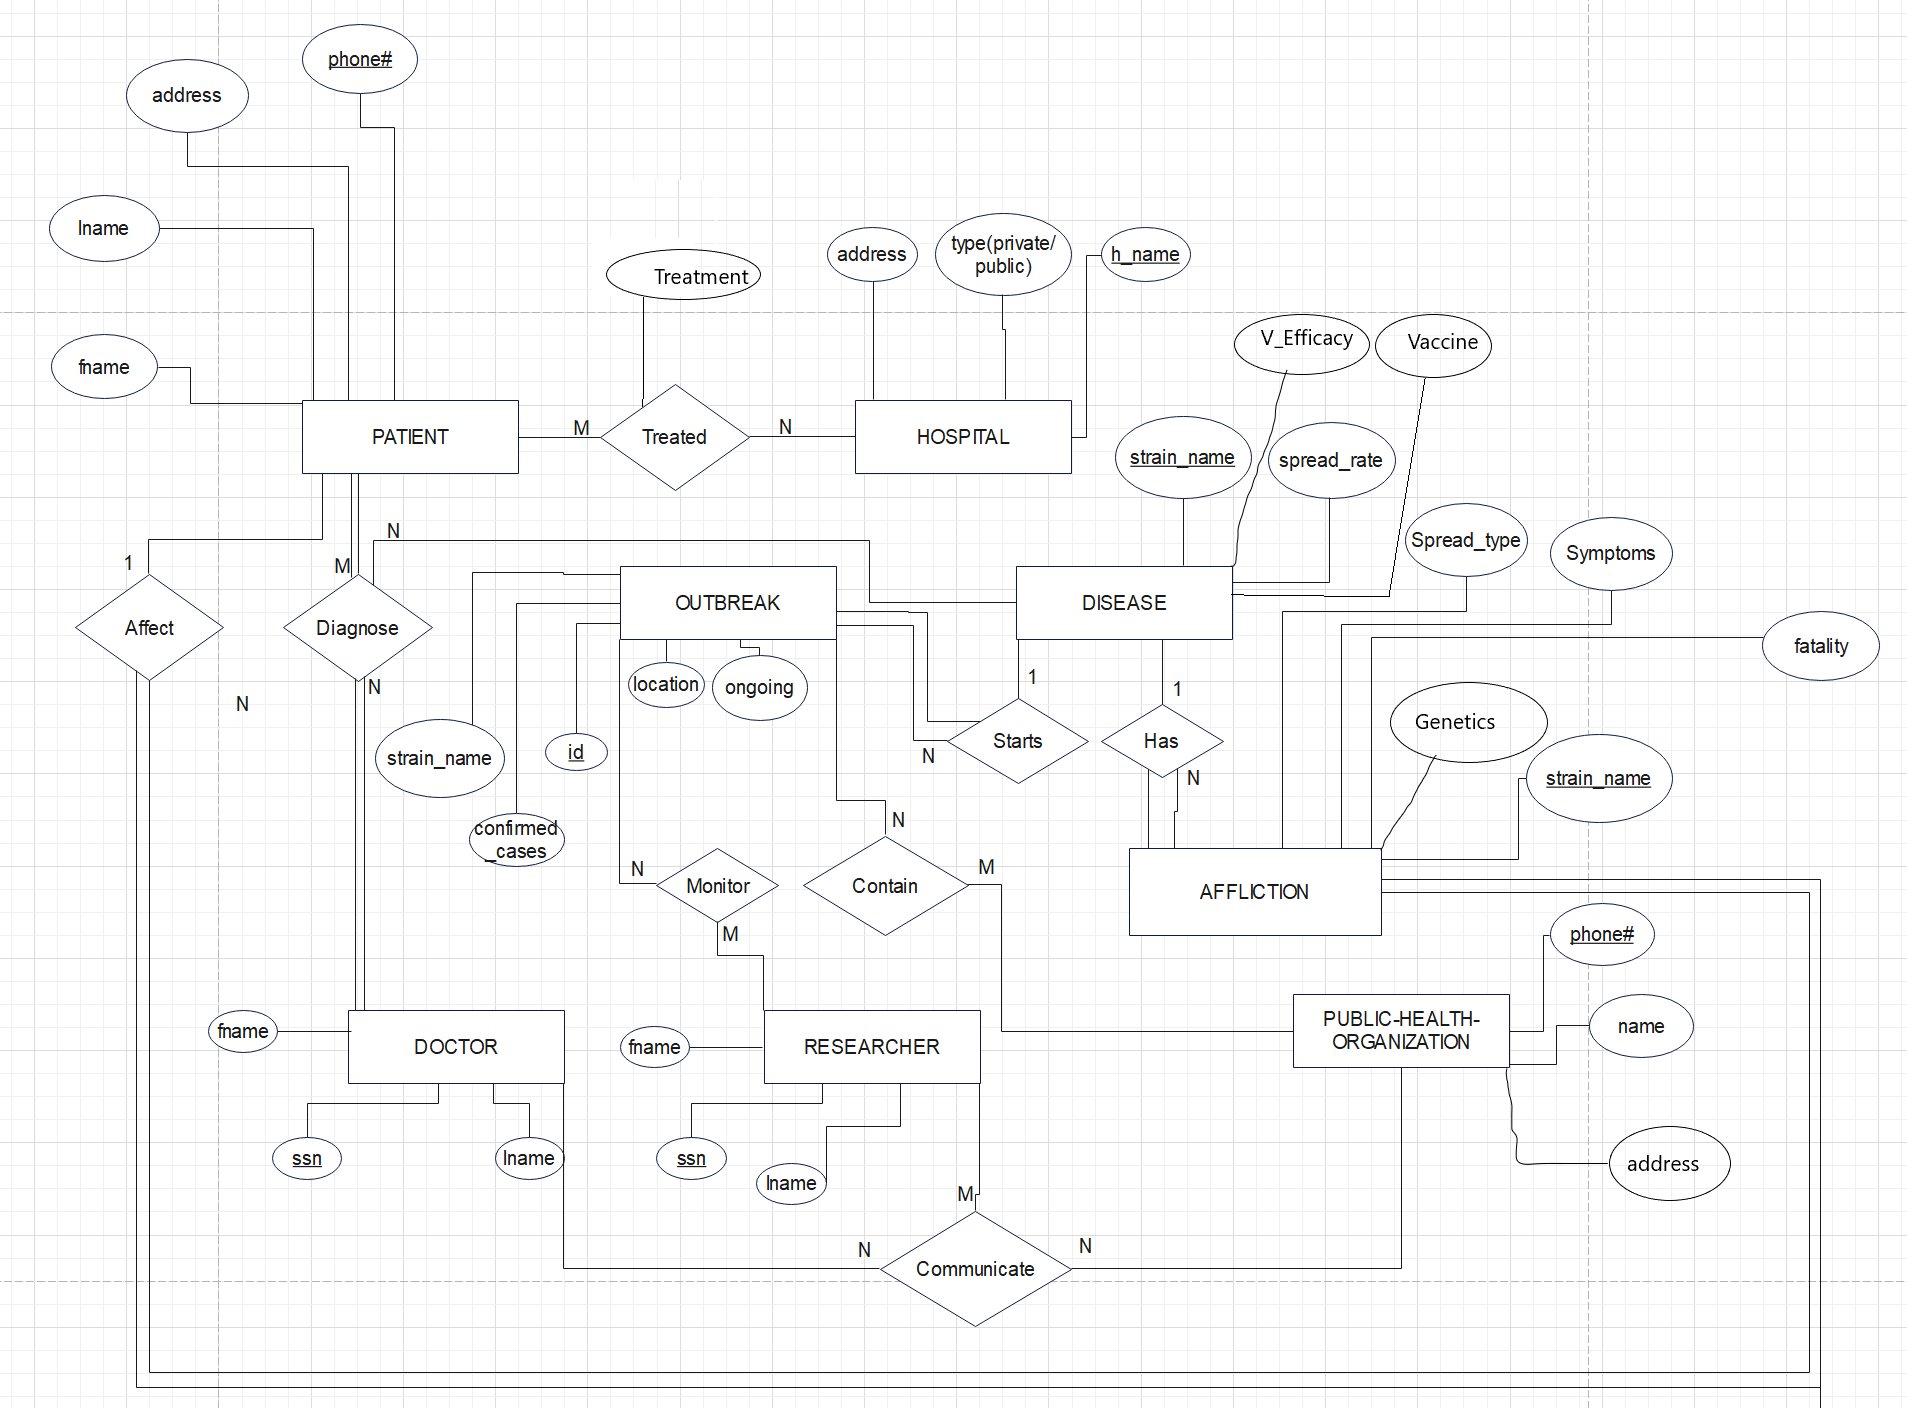 phone#
address
lname
fname
Treatment
address
type(private/
public)
h_name
V_Efficacy
Vaccine
PATIENT
M
Treated
N
HOSPITAL
strain_name
spread_rate
N
Spread_type
Symptoms
1
M
Affect
Diagnose
OUTBREAK
DISEASE
fatality
N
N
location
ongoing
1
1
Genetics
strain_name
id
Starts
N
Has
N
strain_name
confirmed
_cases
N
N
M
Monitor
Contain
AFFLICTION
M
phone#
fname
DOCTOR
fname
RESEARCHER
PUBLIC-HEALTH-
ORGANIZATION
name
ssn
lname
ssn
lname
address
M
N
N
Communicate